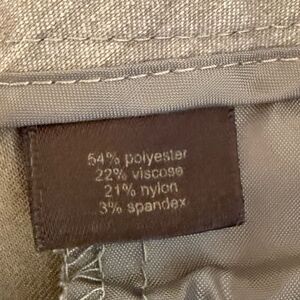 54% polyester
22% viscose
21% nylon
3% spandex